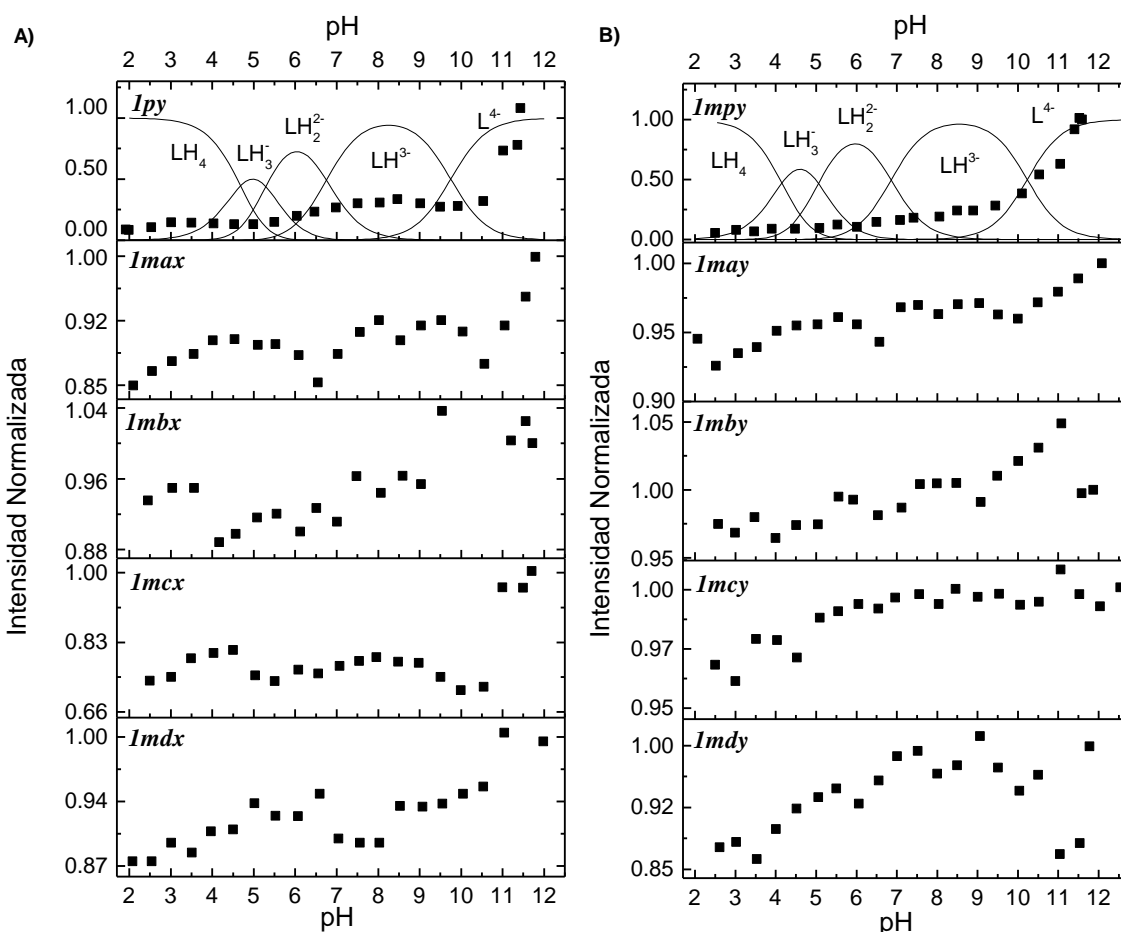 A)
pH
2 3 4 5 6 7 8 9 10 11 12
1py
1.00
0.50
0.00
LH4
LH3-
LH22-
LH3-
L4-
1max
1.00
0.92
0.85
1mbx
1.04
0.96
0.88
1mcx
1.00
0.83
0.66
1mdx
1.00
0.94
0.87
2 3 4 5 6 7 8 9 10 11 12
pH
Intensidad Normalizada
B)
pH
2 3 4 5 6 7 8 9 10 11 12
1mpy
1.00
0.50
0.00
LH4
LH3-
LH22-
LH3-
L4-
1may
1.00
0.95
0.90
1mby
1.05
1.00
0.95
1mcy
1.00
0.97
0.95
1mdy
1.00
0.92
0.85
2 3 4 5 6 7 8 9 10 11 12
pH
Intensidad Normalizada